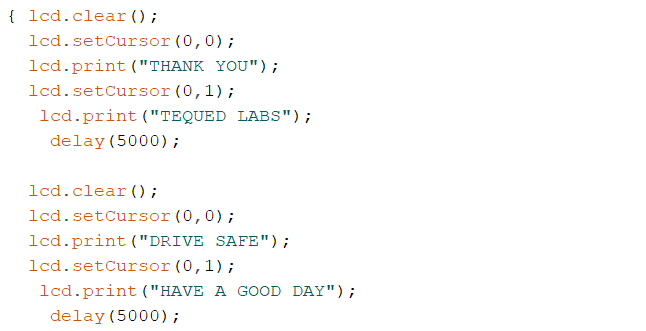 { lcd.clear();
lcd.setCursor(0,0);
lcd.print("THANK YOU");
lcd.setCursor(0,1);
lcd.print("TEQUED LABS");
delay(5000);
lcd.clear();
lcd.setCursor(0,0);
lcd.print("DRIVE SAFE");
lcd.setCursor(0,1);
lcd.print("HAVE A GOOD DAY");
delay(5000);